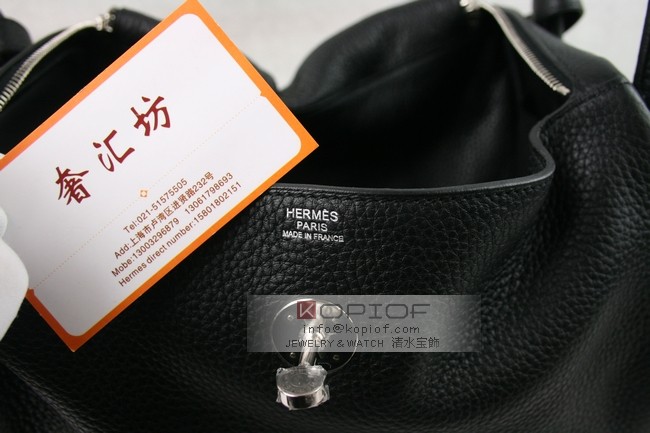 奢汇坊
Tel:021-51575505
Add:上海市卢湾区进贤路232号
Mobe:13003296879 13061798693
Hermes direct number:15801802151
HERMÈS
PARIS
MADE IN FRANCE
KOPIOF
info@kopiof.com
JEWELRY & WATCH 濱水宝飾